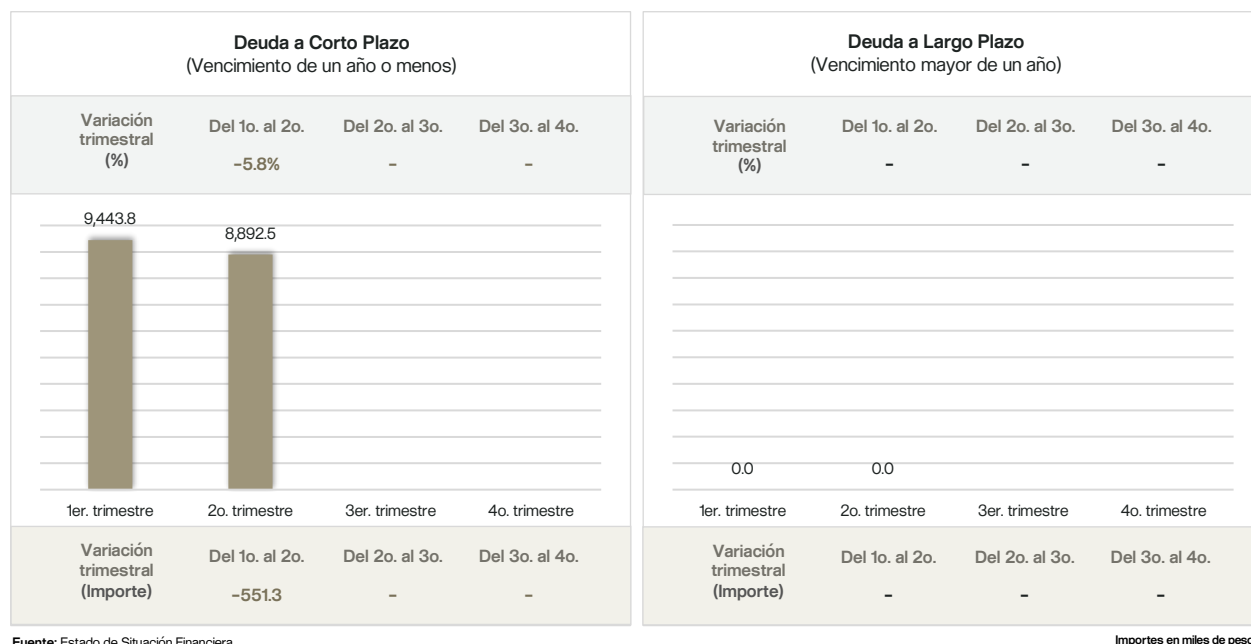 Deuda a Corto Plazo
(Vencimiento de un año o menos)
Variación
trimestral
(%)
Del 1o. al 2o.
Del 2o. al 3o.
Del 3o. al 4o.
-5.8%
-
-
9,443.8
8,892.5
1er. trimestre
2o. trimestre
3er. trimestre
4o. trimestre
Variación
trimestral
(Importe)
Del 1o. al 2o.
Del 2o. al 3o.
Del 3o. al 4o.
-551.3
-
-
Deuda a Largo Plazo
(Vencimiento mayor de un año)
Variación
trimestral
(%)
Del 1o. al 2o.
Del 2o. al 3o.
Del 3o. al 4o.
-
-
-
0.0
0.0
1er. trimestre
2o. trimestre
3er. trimestre
4o. trimestre
Variación
trimestral
(Importe)
Del 1o. al 2o.
Del 2o. al 3o.
Del 3o. al 4o.
-
-
-
Fuente: Estado de Situación Financiera
Importes en miles de